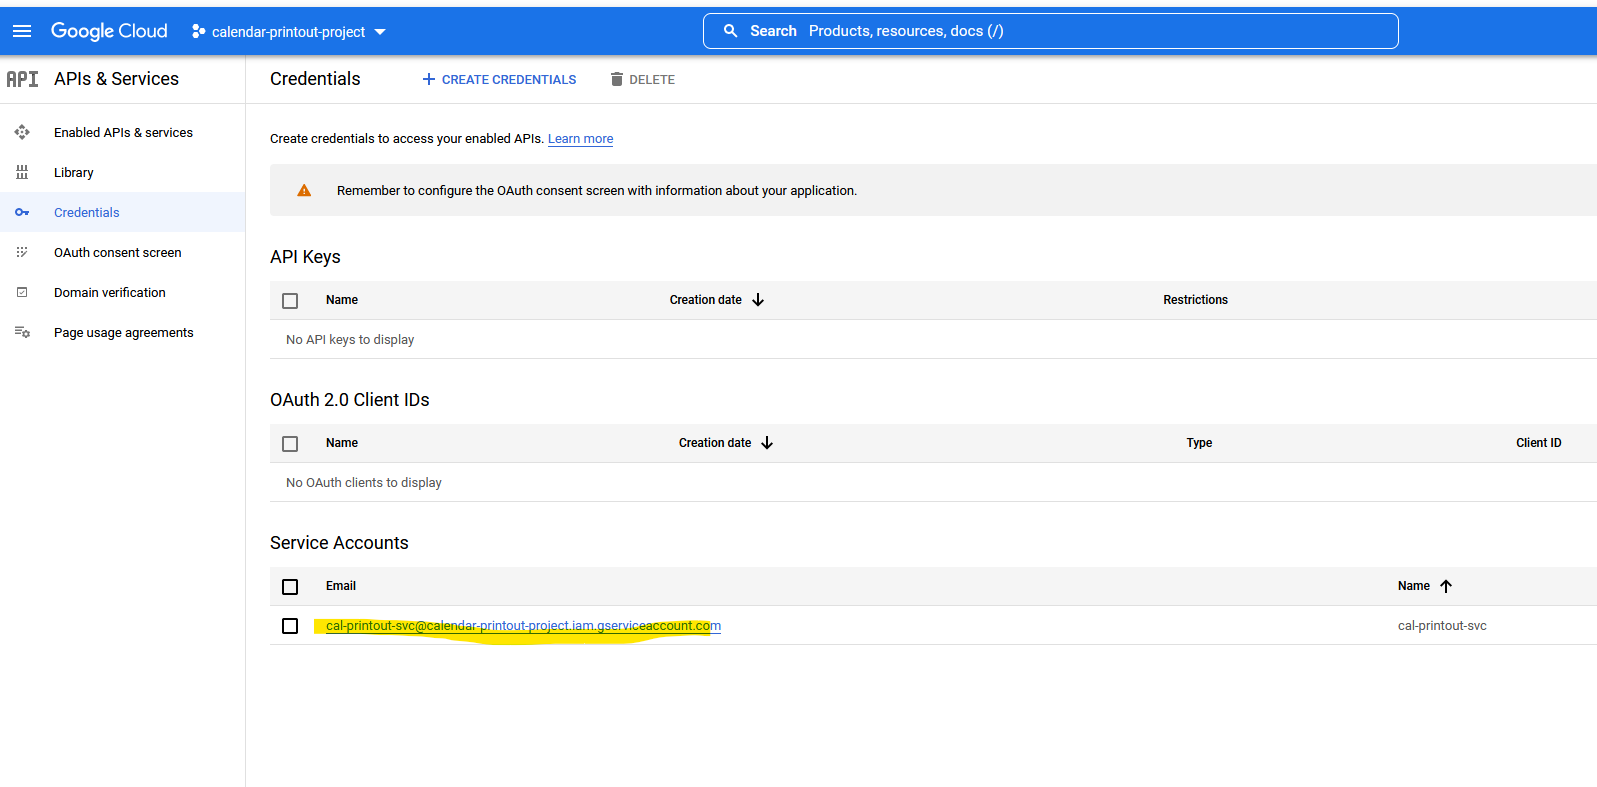 Google Cloud
calendar-printout-project
Search Products, resources, docs (/)
API APIs & Services
Credentials
CREATE CREDENTIALS
DELETE
Enabled APIs & services
Library
Credentials
OAuth consent screen
Domain verification
Page usage agreements
Create credentials to access your enabled APIs. Learn more
Remember to configure the OAuth consent screen with information about your application.
API Keys
Name Creation date Restrictions
No API keys to display
OAuth 2.0 Client IDs
Name Creation date Type Client ID
No OAuth clients to display
Service Accounts
Email Name
cal-printout-svc@calendar-printout-project.iam.gserviceaccount.com cal-printout-svc